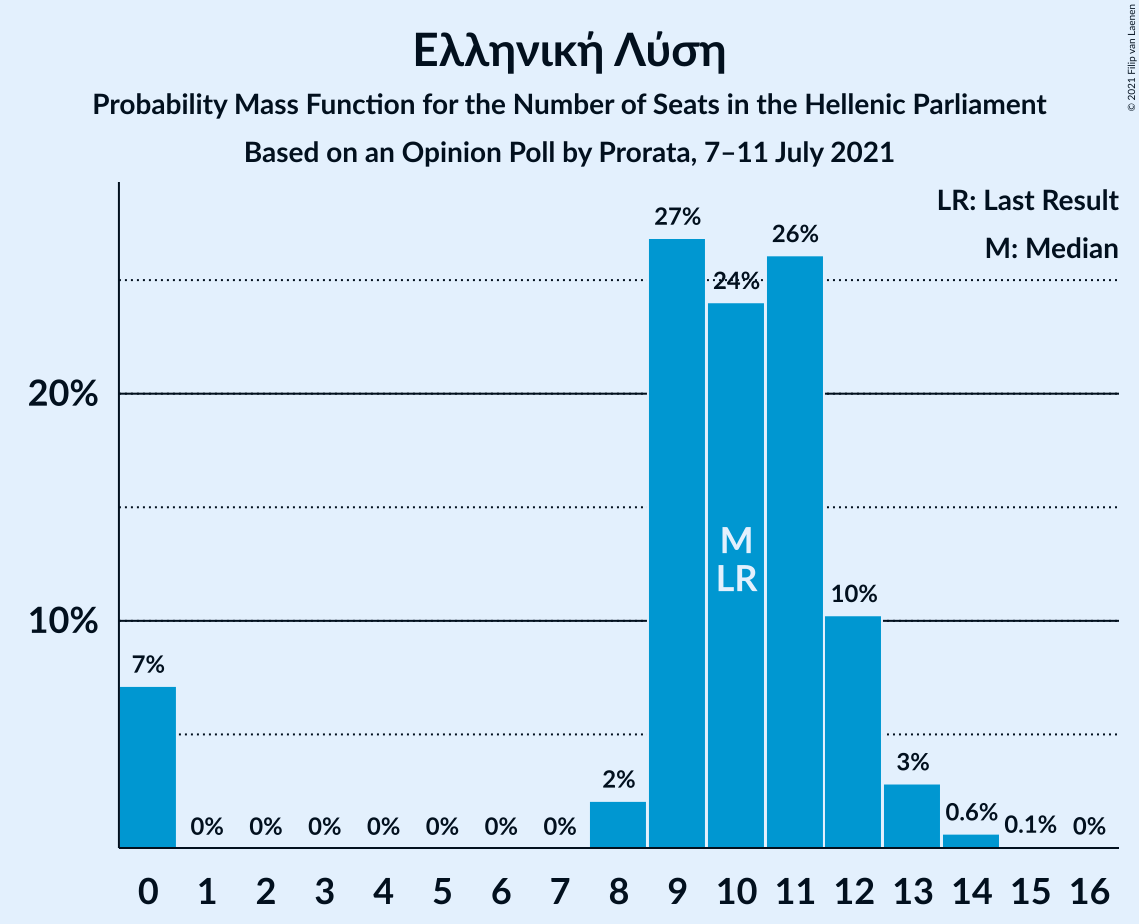 Ελληνική Λύση
Probability Mass Function for the Number of Seats in the Hellenic Parliament
Based on an Opinion Poll by Prorata, 7–11 July 2021
© 2021 Filip van Laenen
LR: Last Result
M: Median
27%
26%
24%
20%
M
LR
10%
10%
7%
3%
2%
0.6%
0.1%
0%
0%
0%
0%
0%
0%
0%
0%
0 1 2 3 4 5 6 7 8 9 10 11 12 13 14 15 16